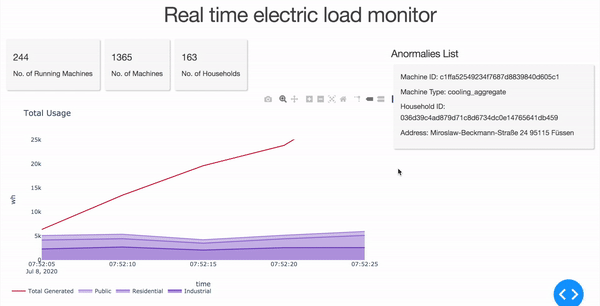 Real time electric load monitor
244
No. of Running Machines
1365
No. of Machines
163
No. of Households
Anormalies List
Machine ID: c1ffa52549234f7687d8839840d605c1
Machine Type: cooling_aggregate
Household ID:
036d39c4ad879d71c8d6734dc0e14765641db459
Address: Miroslaw-Beckmann-Straße 24 95115 Füssen
Total Usage
25k
20k
15k
10k
5k
0k
wh
07:52:05
Jul 8, 2020
07:52:10
07:52:15
07:52:20
07:52:25
time
Total Generated
Public
Residential
Industrial